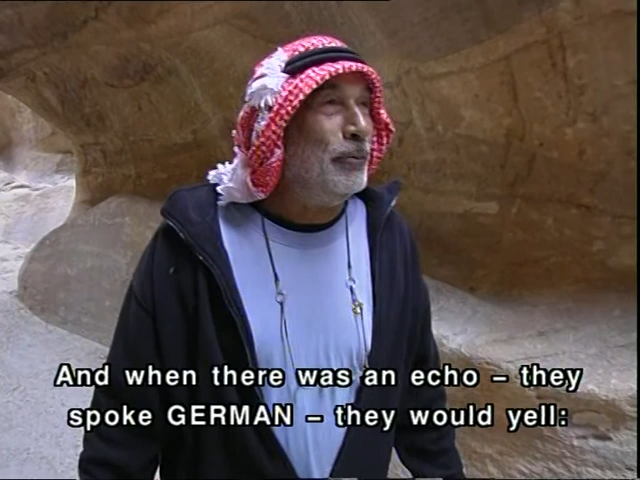 And when there was an echo – they
spoke GERMAN – they would yell: